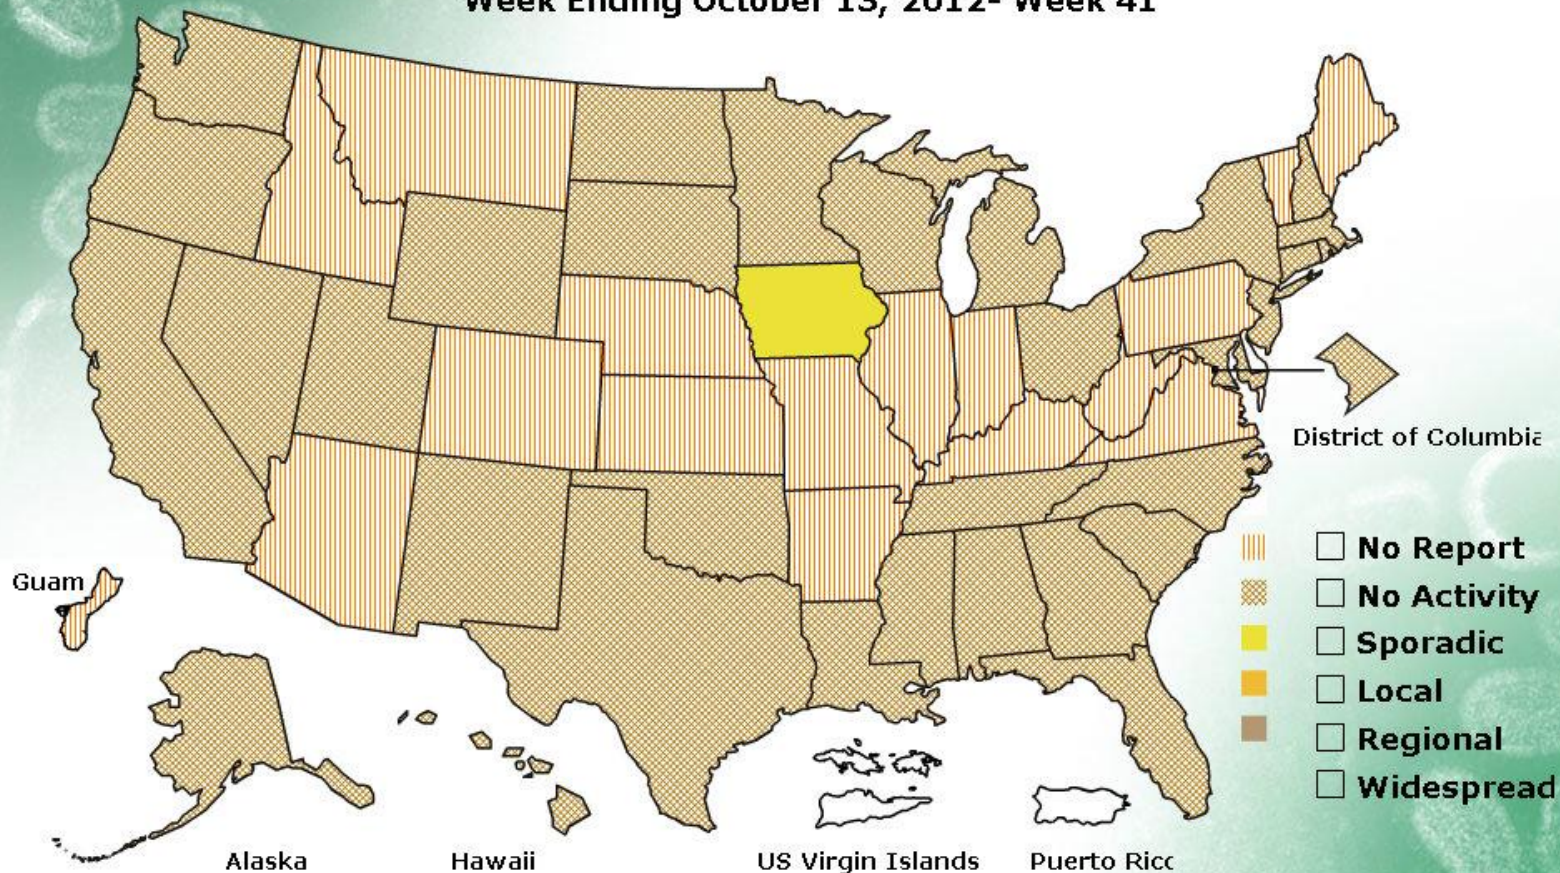 Week Ending October 13, 2012- Week 41
District of Columbia
No Report
No Activity
Guam
Sporadic
Local
Regional
Widespread
Alaska
Hawaii
US Virgin Islands
Puerto Rico